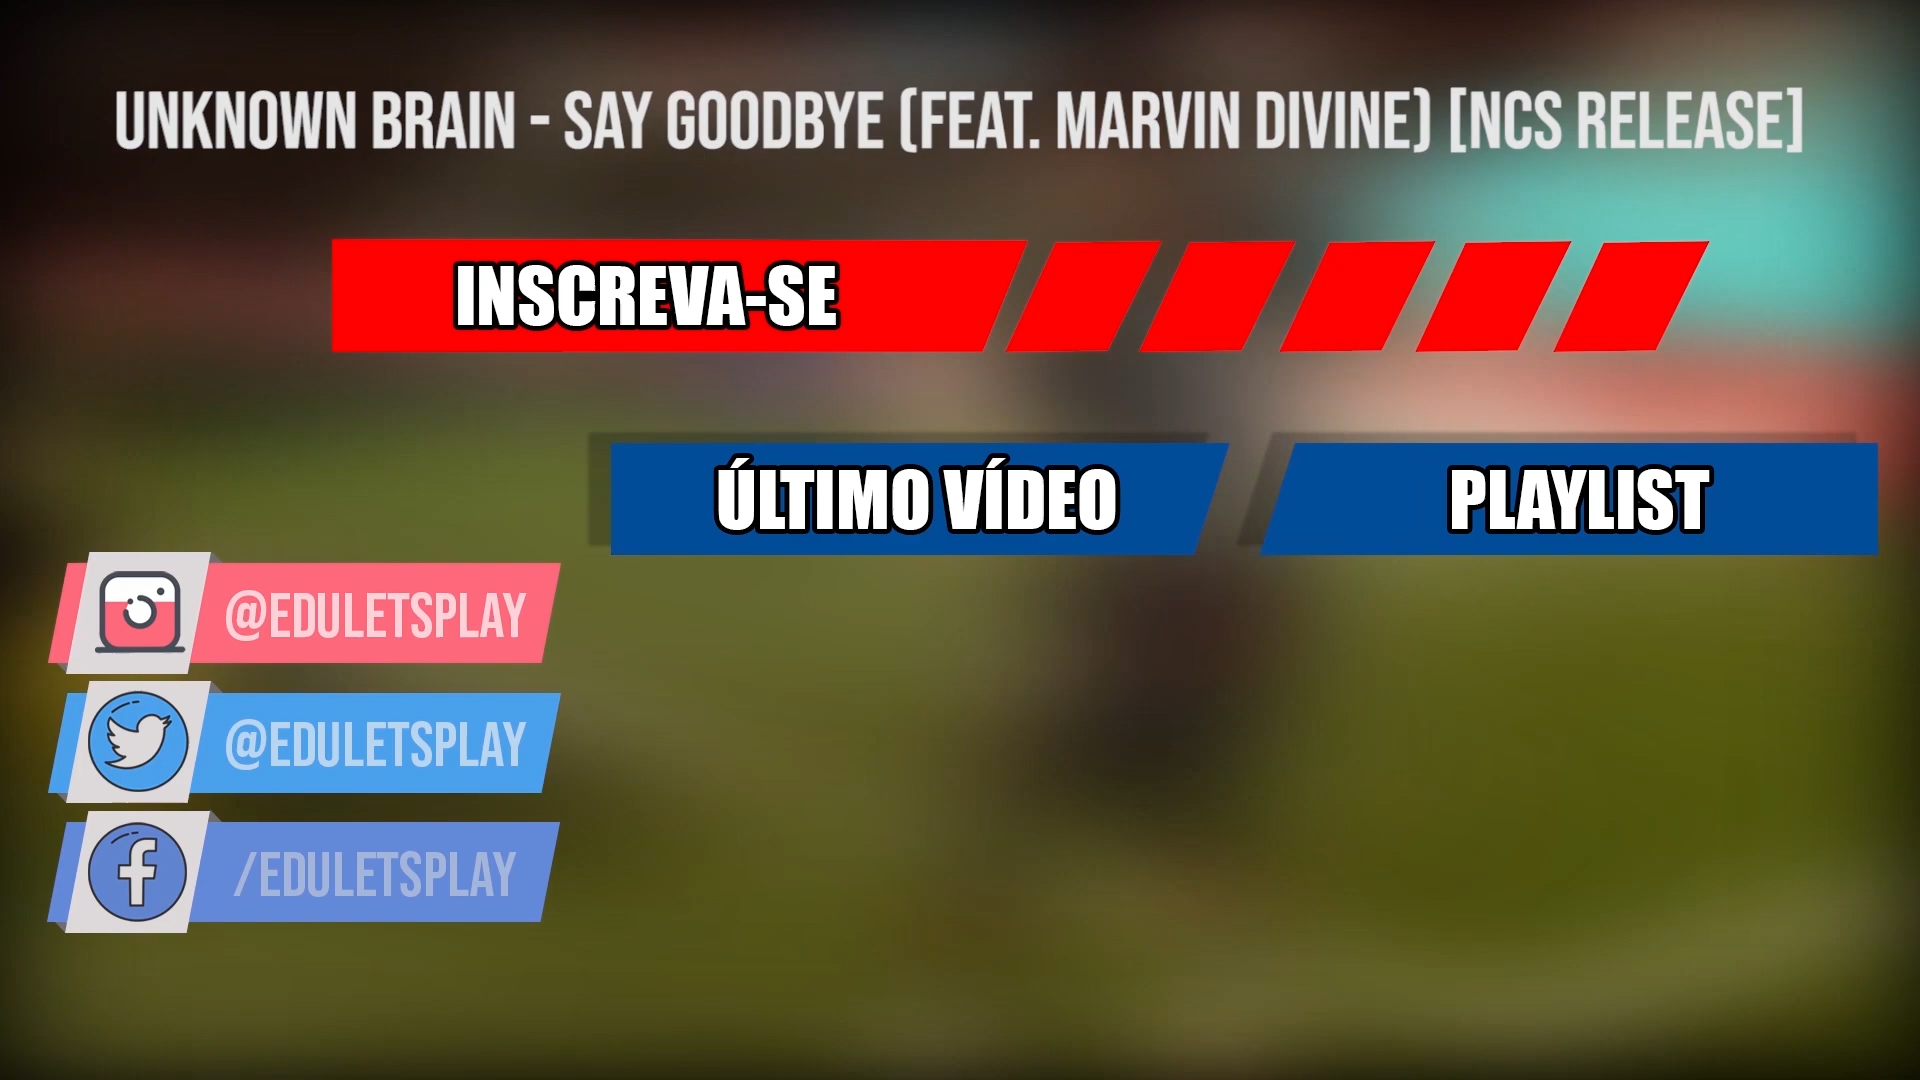 UNKNOWN BRAIN - SAY GOODBYE (FEAT. MARVIN DIVINE) [NCS RELEASE]
INSCREVA-SE
ÚLTIMO VÍDEO
PLAYLIST
@EDULETSPLAY
@EDULETSPLAY
/EDULETSPLAY